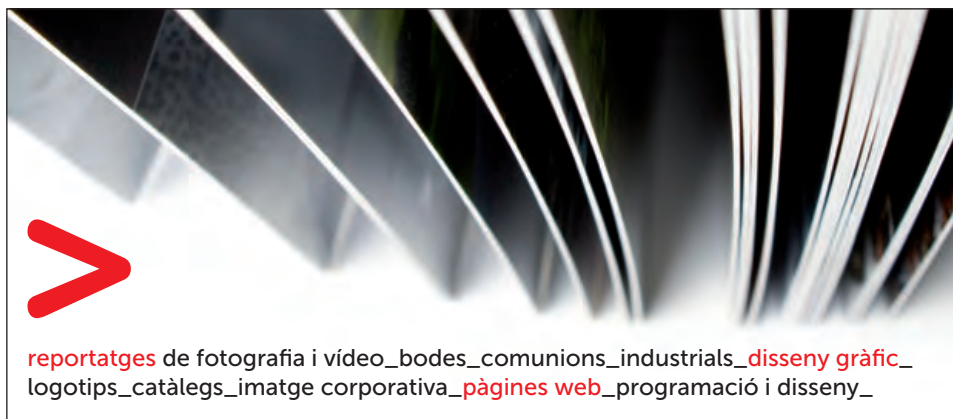 reportatges de fotografia i vídeo_bodes_comunions_industrials_disseny gràfic_
logotips_catàlegs_imatge corporativa_pàgines web_programació i disseny_